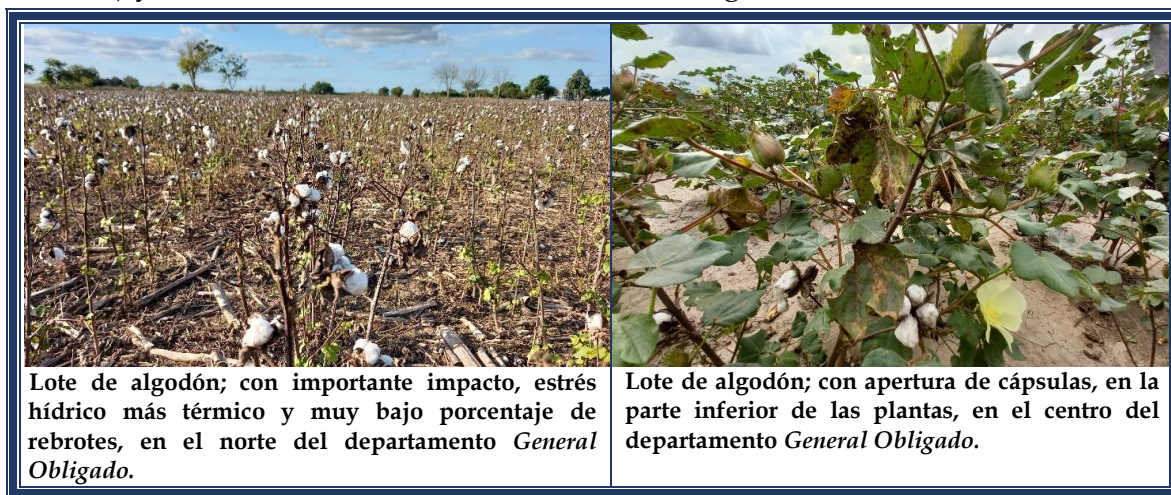 Lote de algodón; con importante impacto, estrés
hídrico más térmico y muy bajo porcentaje de
rebrotes, en el norte del departamento General
Obligado.
Lote de algodón; con apertura de cápsulas, en la
parte inferior de las plantas, en el centro del
departamento General Obligado.